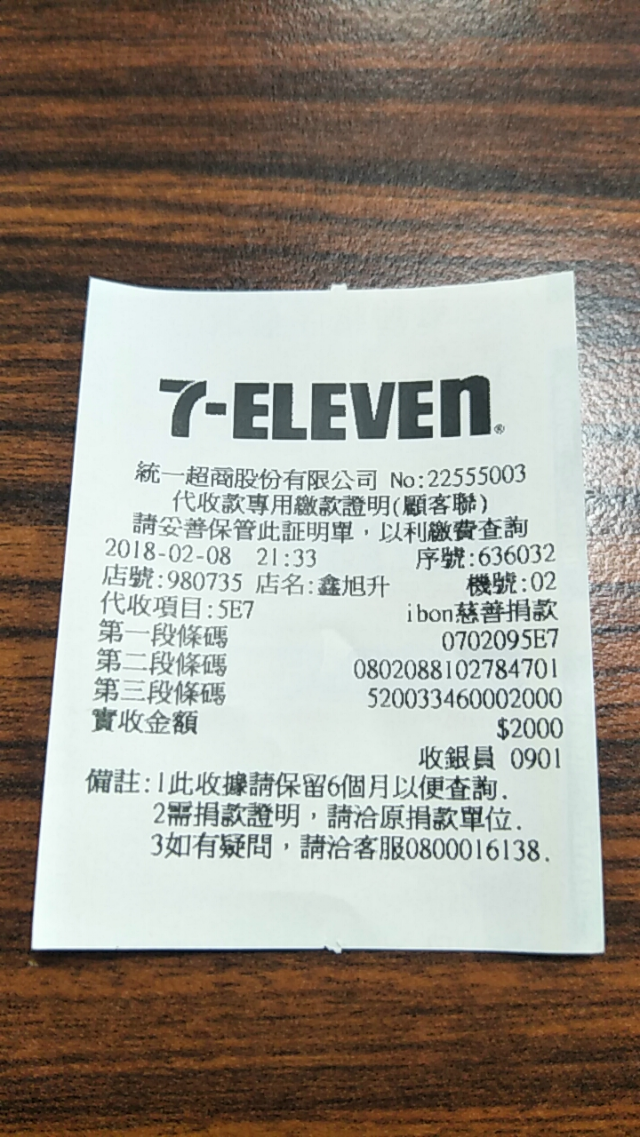 7-ELEVEn®
統一超商股份有限公司 No:22555003
代收款專用繳款證明(顧客聯)
請妥善保管此証明單，以利繳費查詢
2018-02-08 21:33 序號:636032
店號:980735 店名:鑫旭升 機號:02
代收項目:5E7 ibon慈善捐款
第一段條碼 0702095E7
第二段條碼 0802088102784701
第三段條碼 520033460002000
實收金額 $2000
收銀員 0901
備註:1此收據請保留6個月以便查詢.
2需捐款證明，請洽原捐款單位.
3如有疑問，請洽客服0800016138.